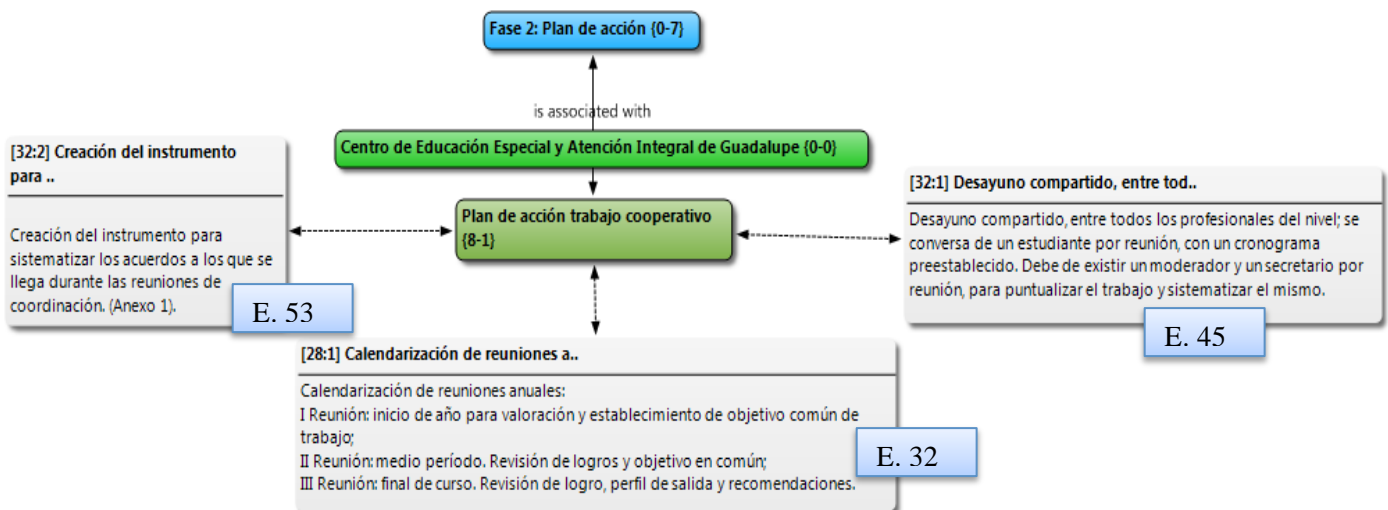 Fase 2: Plan de acción {0-7}
is associated with
Centro de Educación Especial y Atención Integral de Guadalupe {0-0}
Plan de acción trabajo cooperativo
{8-1}
[32:2] Creación del instrumento
para ..
Creación del instrumento para
sistematizar los acuerdos a los que se
llega durante las reuniones de
coordinación. (Anexo 1).
E. 53
[32:1] Desayuno compartido, entre tod..
Desayuno compartido, entre todos los profesionales del nivel; se
conversa de un estudiante por reunión, con un cronograma
preestablecido. Debe de existir un moderador y un secretario por
reunión, para puntualizar el trabajo y sistematizar el mismo.
E. 45
[28:1] Calendarización de reuniones a..
Calendarización de reuniones anuales:
I Reunión: inicio de año para valoración y establecimiento de objetivo común de
trabajo;
II Reunión: medio período. Revisión de logros y objetivo en común;
III Reunión: final de curso. Revisión de logro, perfil de salida y recomendaciones.
E. 32